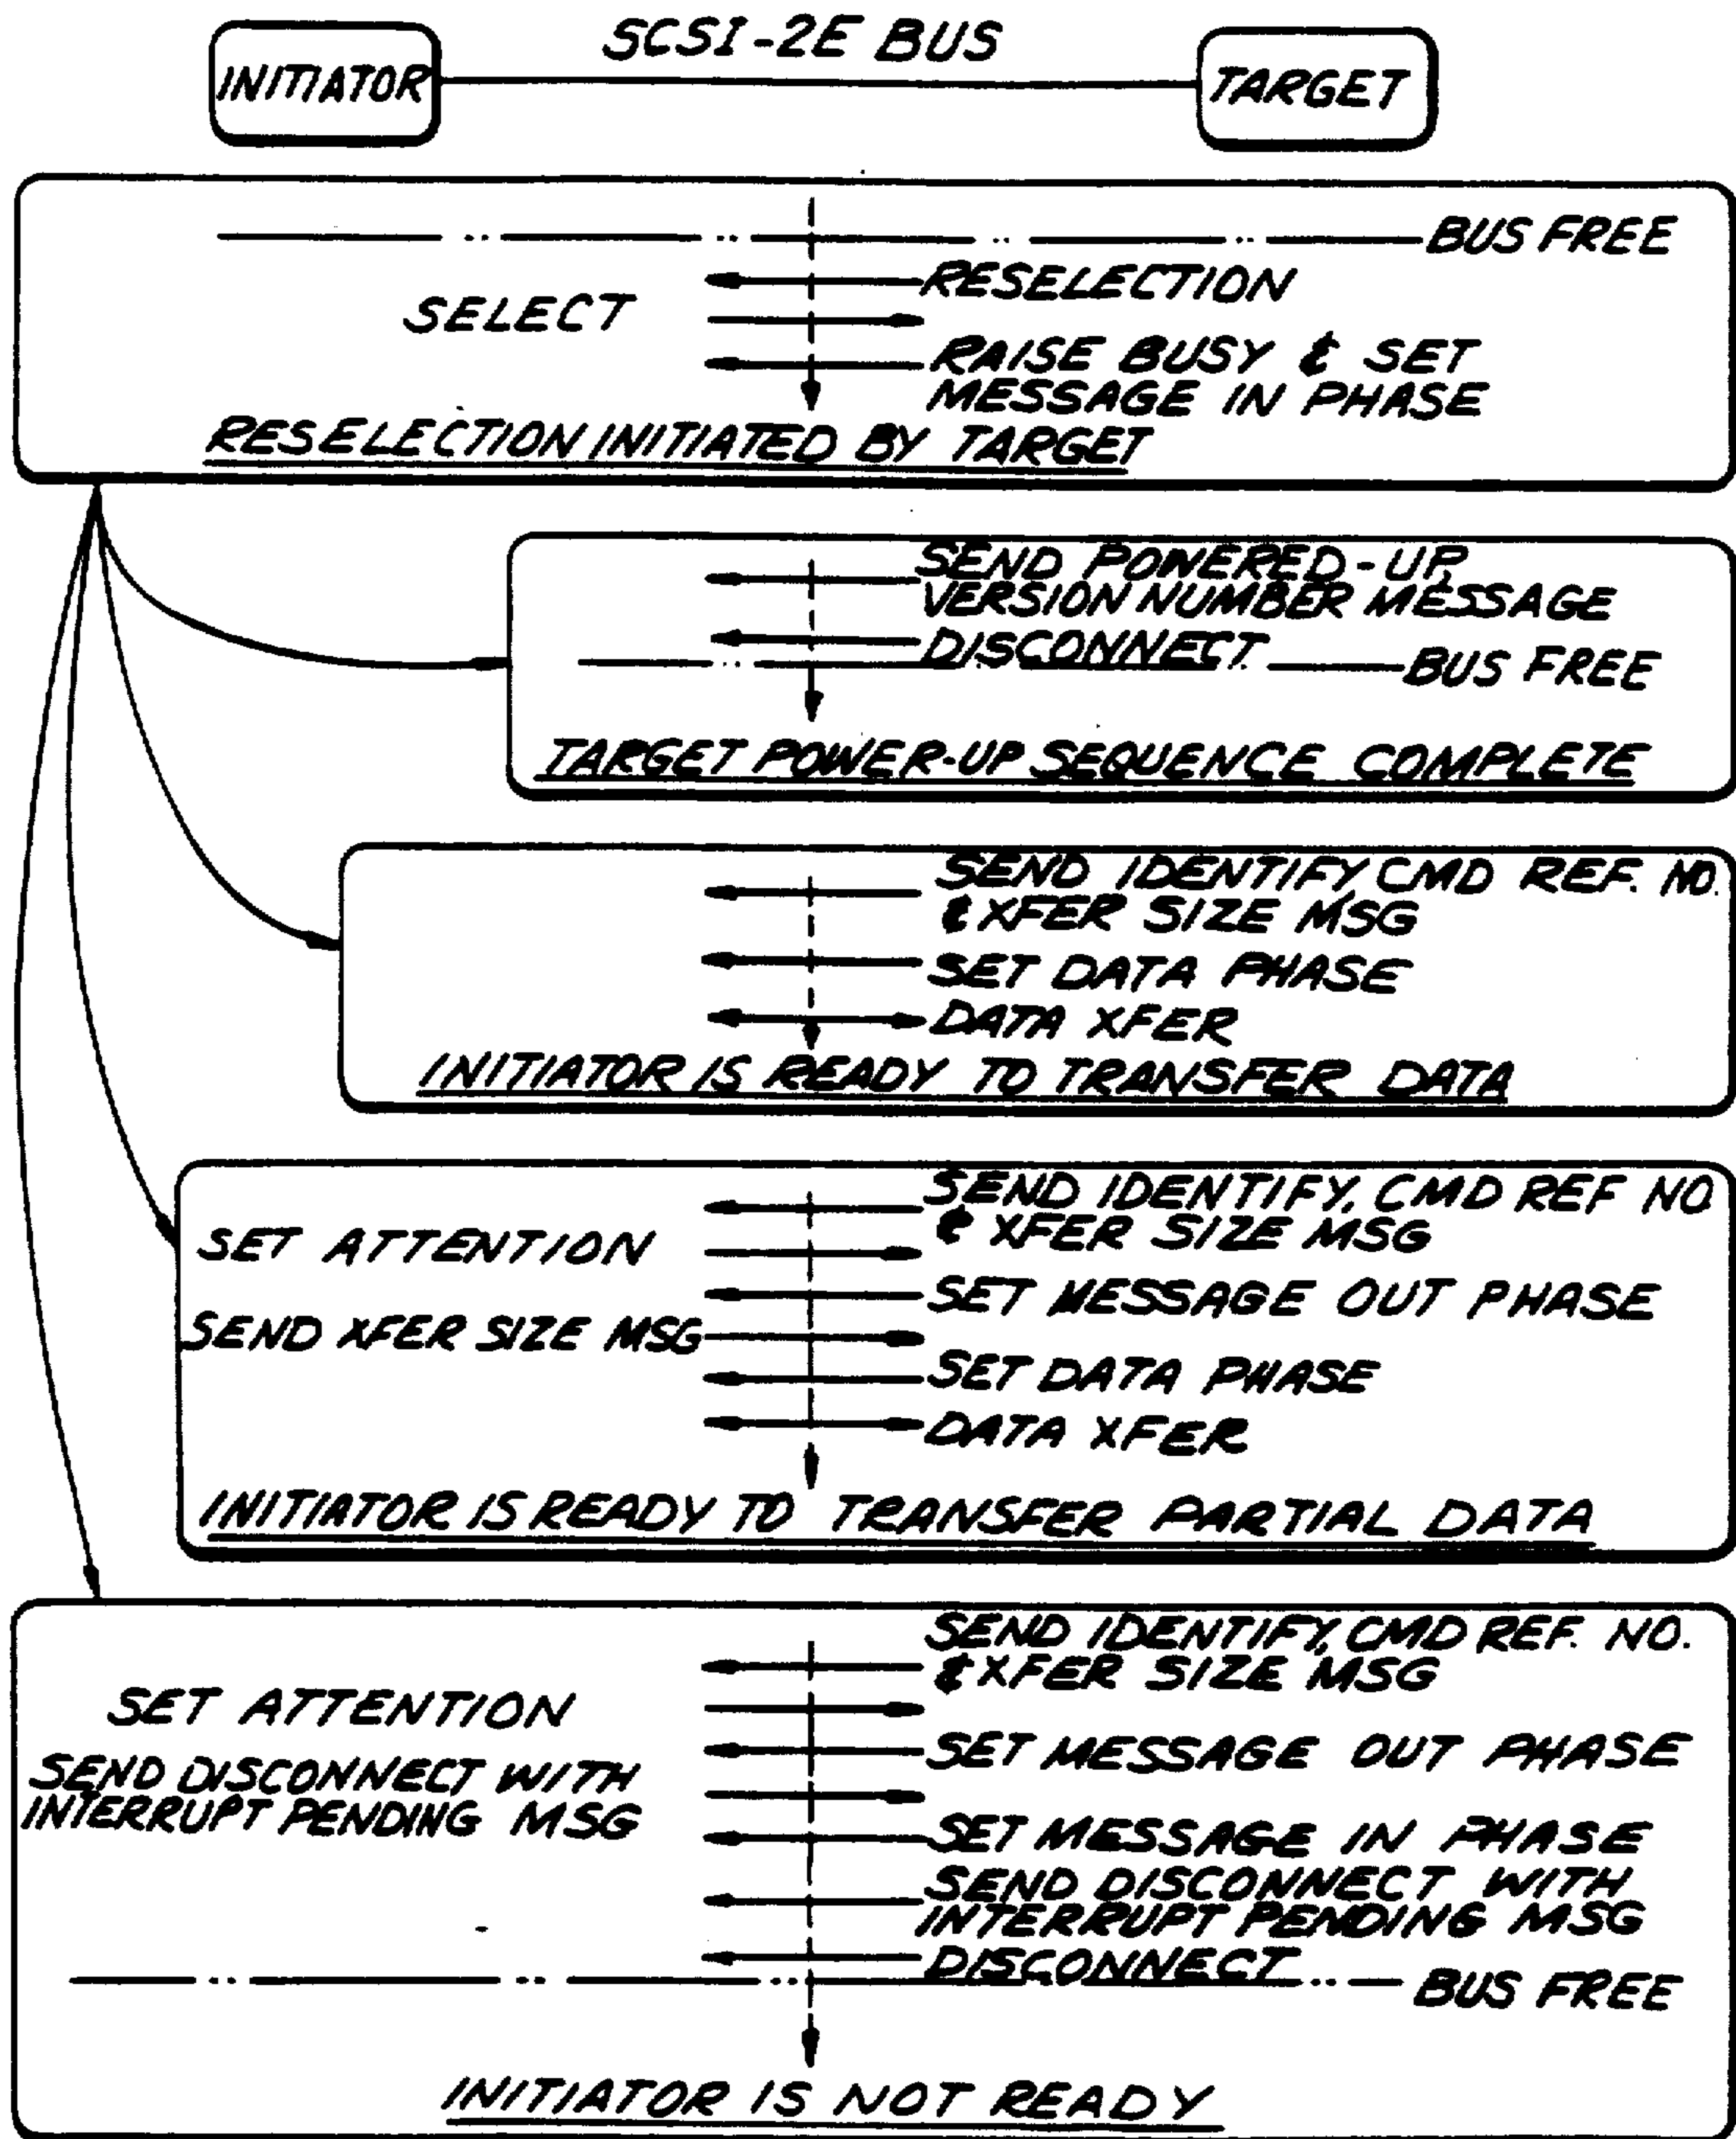 SCSI-2E BUS
INITIATOR
TARGET
BUS FREE
RESELECTION
SELECT
RAISE BUSY & SET
MESSAGE IN PHASE
RESELECTION INITIATED BY TARGET
SEND POWERED-UP,
VERSION NUMBER MESSAGE
DISCONNECT
BUS FREE
TARGET POWER-UP SEQUENCE COMPLETE
SEND IDENTIFY, CMD REF. NO.
& XFER SIZE MSG
SET DATA PHASE
DATA XFER
INITIATOR IS READY TO TRANSFER DATA
SEND IDENTIFY, CMD REF NO
& XFER SIZE MSG
SET ATTENTION
SET MESSAGE OUT PHASE
SEND XFER SIZE MSG
SET DATA PHASE
DATA XFER
INITIATOR IS READY TO TRANSFER PARTIAL DATA
SEND IDENTIFY, CMD REF. NO.
& XFER SIZE MSG
SET ATTENTION
SET MESSAGE OUT PHASE
SEND DISCONNECT WITH
INTERRUPT PENDING MSG
SET MESSAGE IN PHASE
SEND DISCONNECT WITH
INTERRUPT PENDING MSG
DISCONNECT
BUS FREE
INITIATOR IS NOT READY